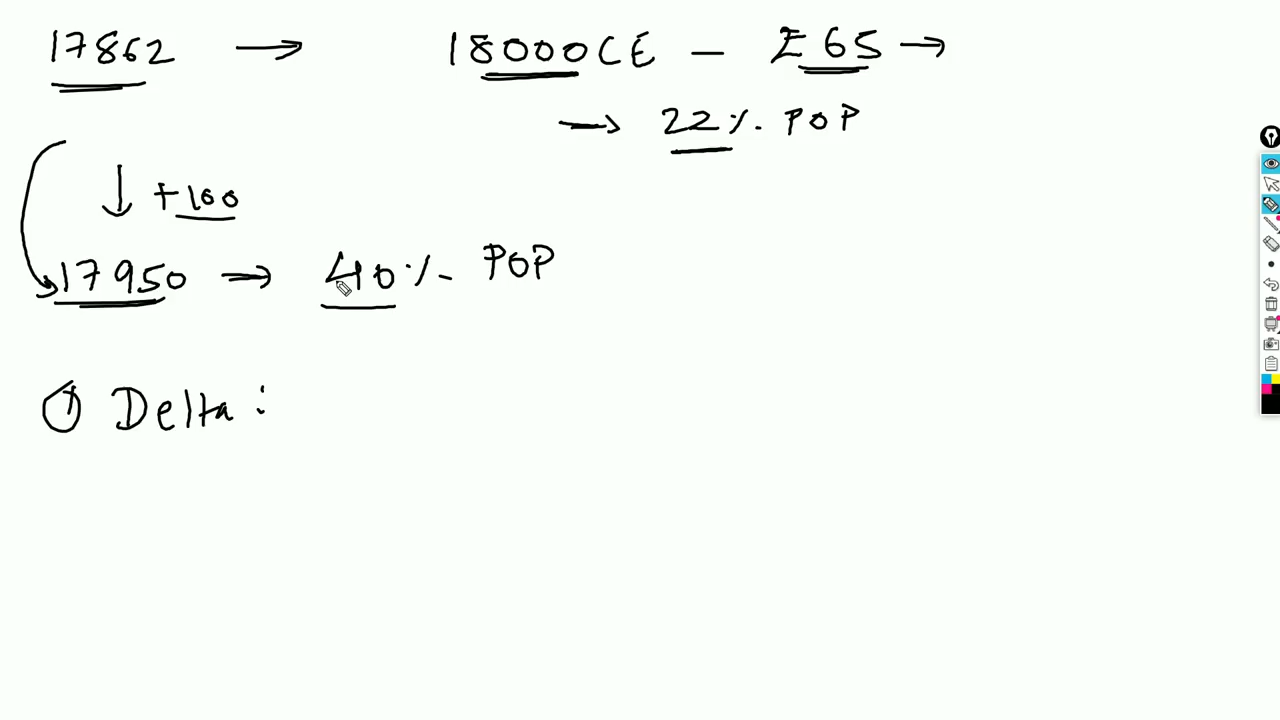 17862 → 18000CE - ₹65 →
→ 22% POP
↓ +100
17950 → 40% POP
① Delta :